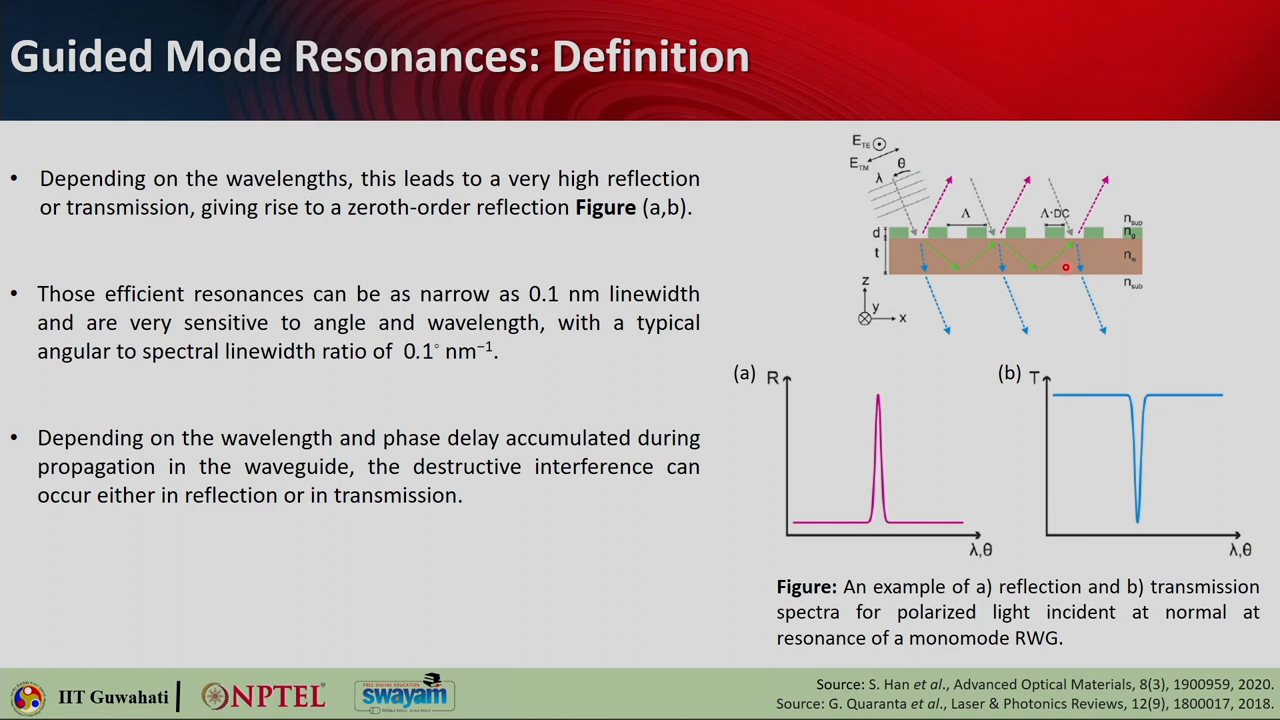 Guided Mode Resonances: Definition
• Depending on the wavelengths, this leads to a very high reflection
or transmission, giving rise to a zeroth-order reflection Figure (a,b).
• Those efficient resonances can be as narrow as 0.1 nm linewidth
and are very sensitive to angle and wavelength, with a typical
angular to spectral linewidth ratio of 0.1° nm⁻¹.
• Depending on the wavelength and phase delay accumulated during
propagation in the waveguide, the destructive interference can
occur either in reflection or in transmission.
E_TE
E_TM
θ
λ
Λ
Λ·DC
n_sup
d
n_g
t
n_sub
z
y
x
(a) R
λ,θ
(b) T
λ,θ
Figure: An example of a) reflection and b) transmission
spectra for polarized light incident at normal at
resonance of a monomode RWG.
IIT Guwahati
NPTEL
FREE ONLINE EDUCATION
swayam
Source: S. Han et al., Advanced Optical Materials, 8(3), 1900959, 2020.
Source: G. Quaranta et al., Laser & Photonics Reviews, 12(9), 1800017, 2018.